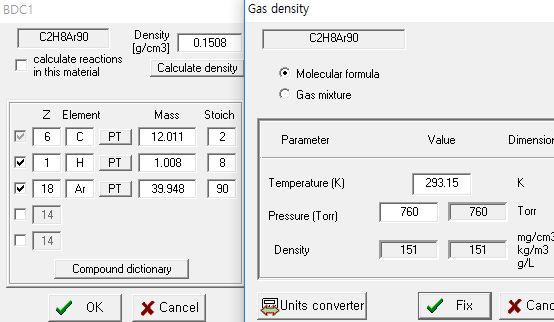 BDC1
C2H8Ar90
Density [g/cm3]
0.1508
calculate reactions in this material
Calculate density
Z Element Mass Stoich
6 C PT 12.011 2
1 H PT 1.008 8
18 Ar PT 39.948 90
14
14
Compound dictionary
OK Cancel
Gas density
C2H8Ar90
Molecular formula
Gas mixture
Parameter Value Dimension
Temperature (K) 293.15 K
Pressure (Torr) 760 760 Torr
Density 151 151 mg/cm3
kg/m3
g/L
Units converter Fix Canc